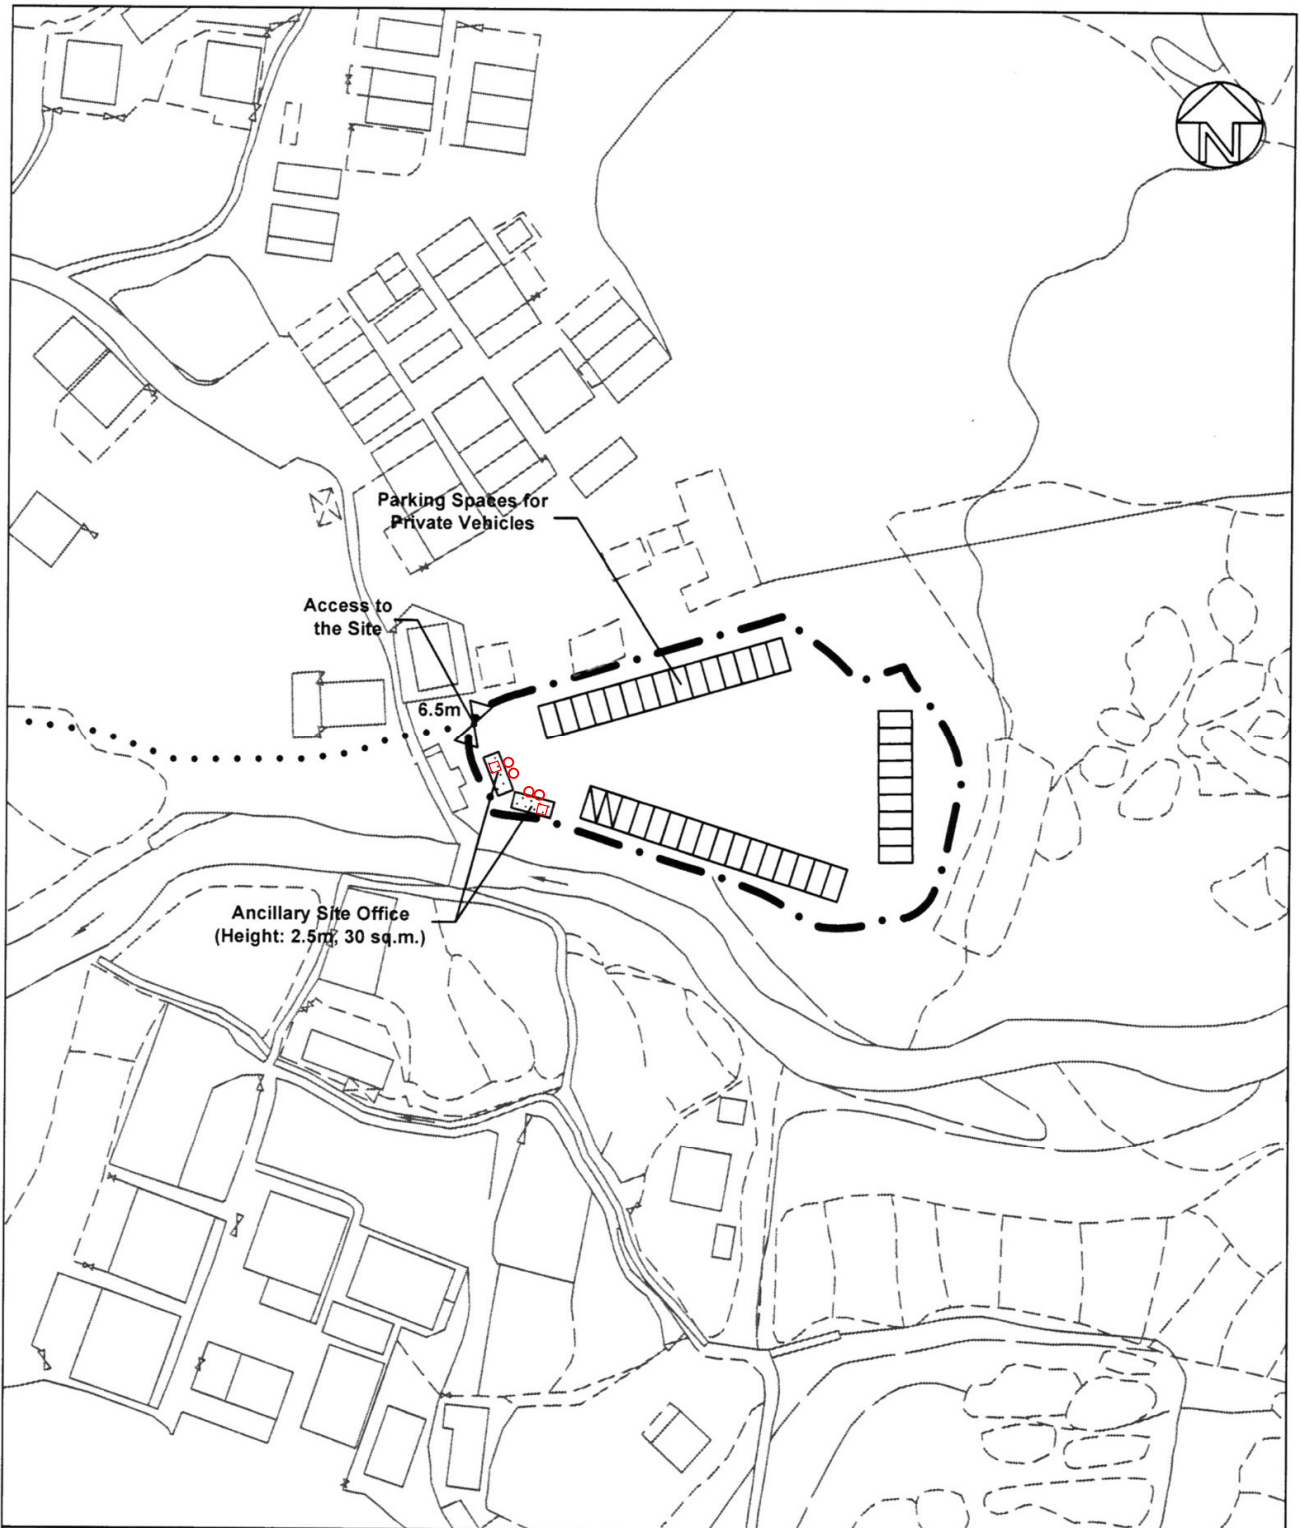 N
Parking Spaces for
Private Vehicles
Access to
the Site
6.5m
Ancillary Site Office
(Height: 2.5m, 30 sq.m.)